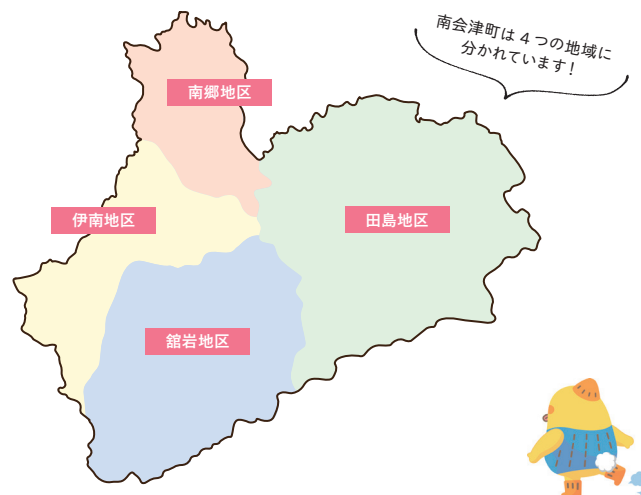 南会津町は4つの地域に
分かれています!
南郷地区
伊南地区
田島地区
舘岩地区